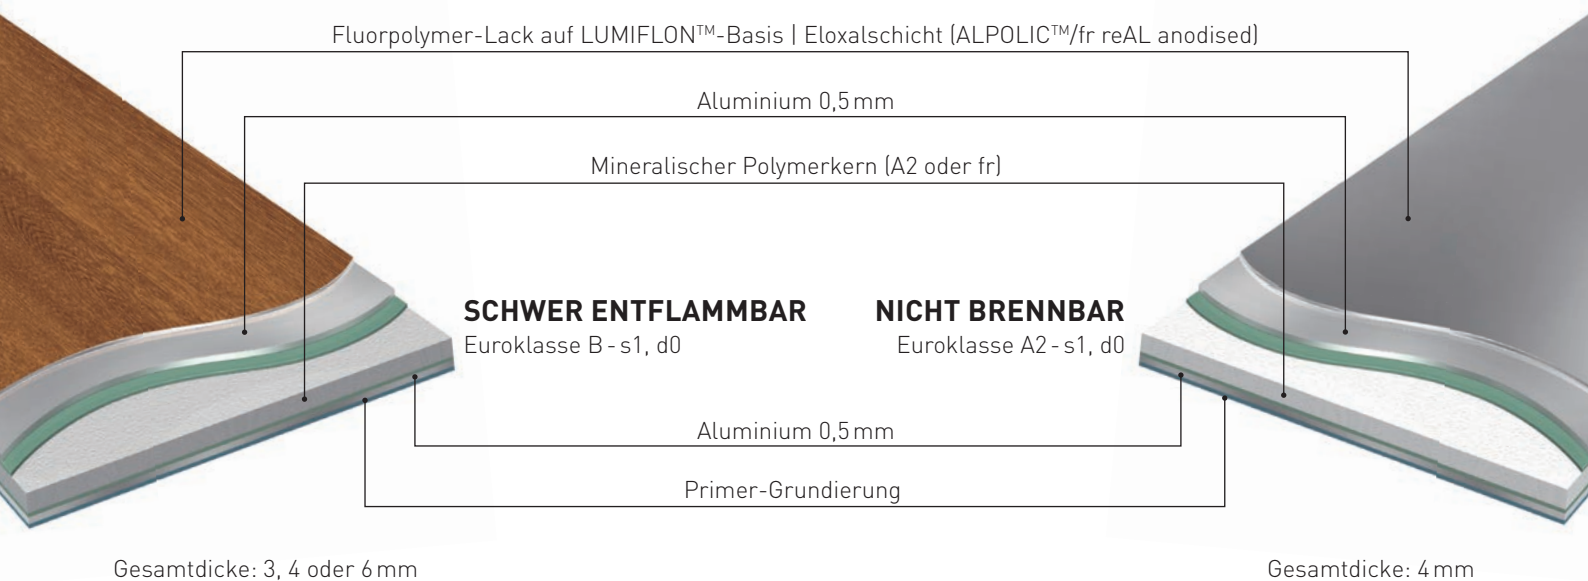 Fluorpolymer-Lack auf LUMIFLON™-Basis | Eloxalschicht (ALPOLIC™/fr reAL anodised)
Aluminium 0,5 mm
Mineralischer Polymerkern (A2 oder fr)
SCHWER ENTFLAMMBAR
Euroklasse B - s1, d0
NICHT BRENNBAR
Euroklasse A2 - s1, d0
Aluminium 0,5 mm
Primer-Grundierung
Gesamtdicke: 3, 4 oder 6 mm
Gesamtdicke: 4 mm